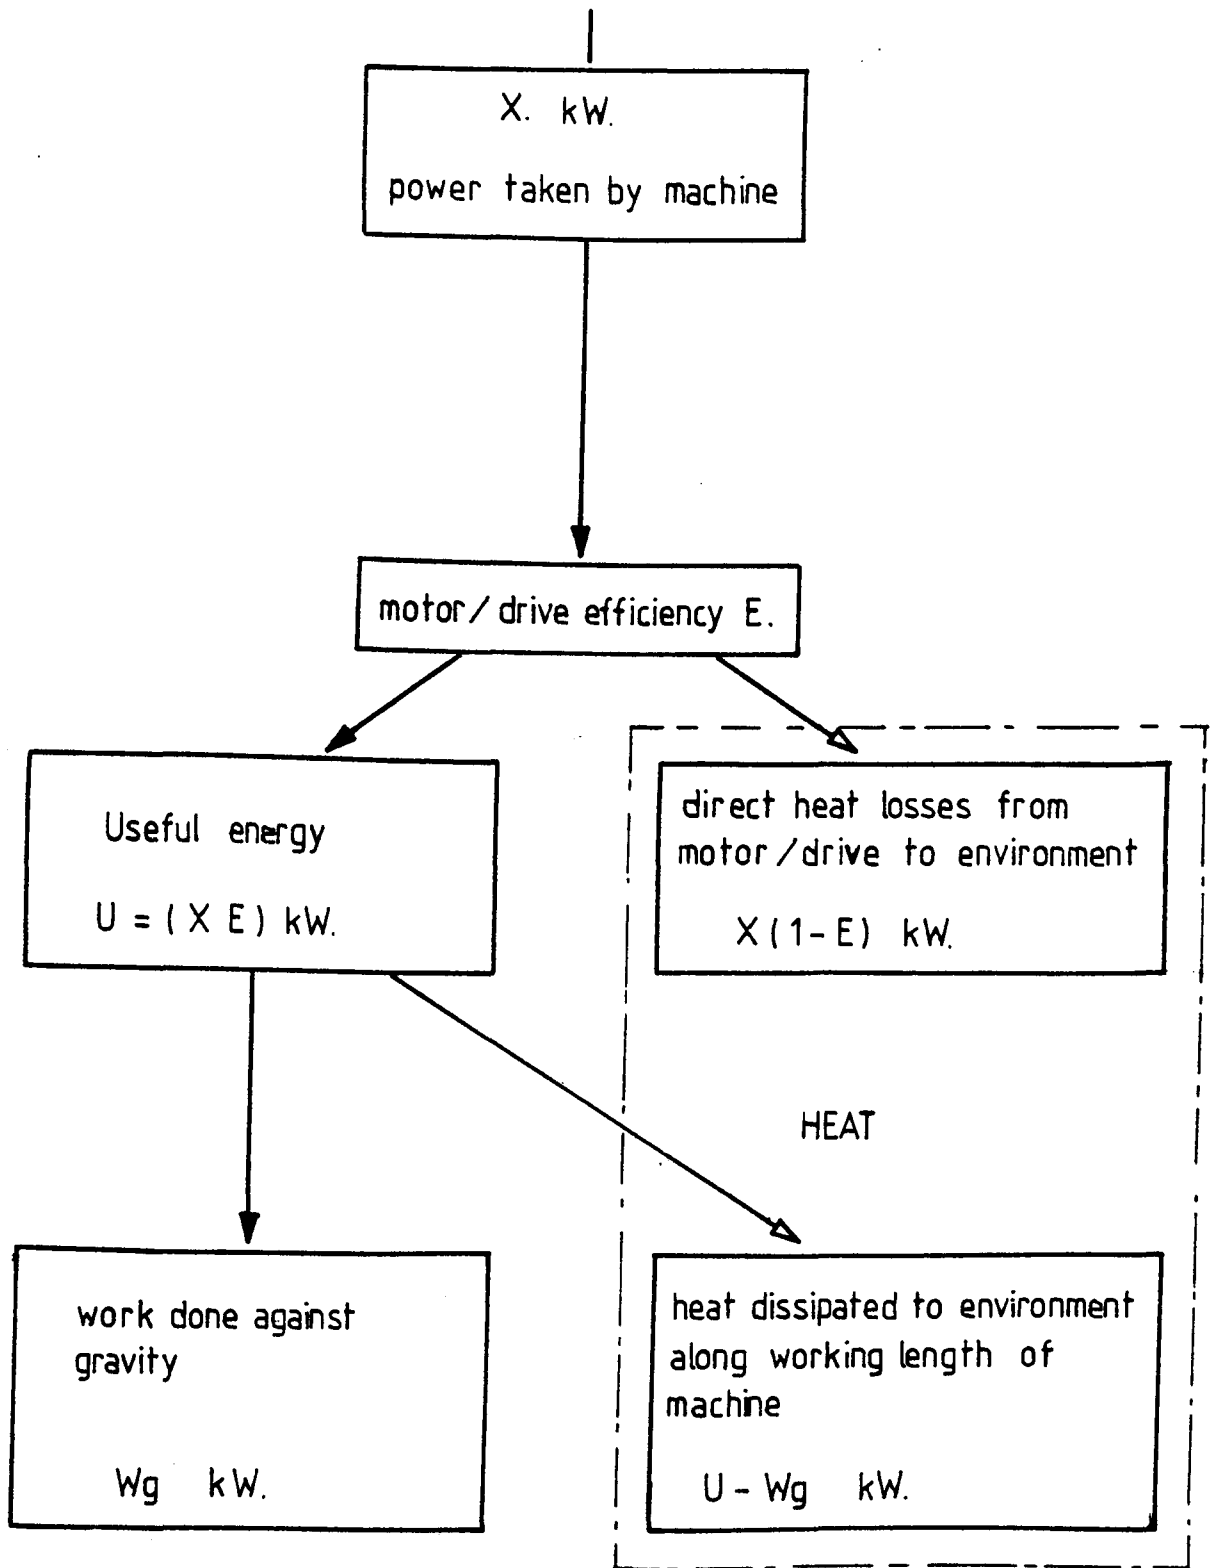 X. kW.
power taken by machine
motor/drive efficiency E.
Useful energy
U = (X E) kW.
direct heat losses from
motor/drive to environment
X(1-E) kW.
HEAT
work done against
gravity
Wg kW.
heat dissipated to environment
along working length of
machine
U - Wg kW.